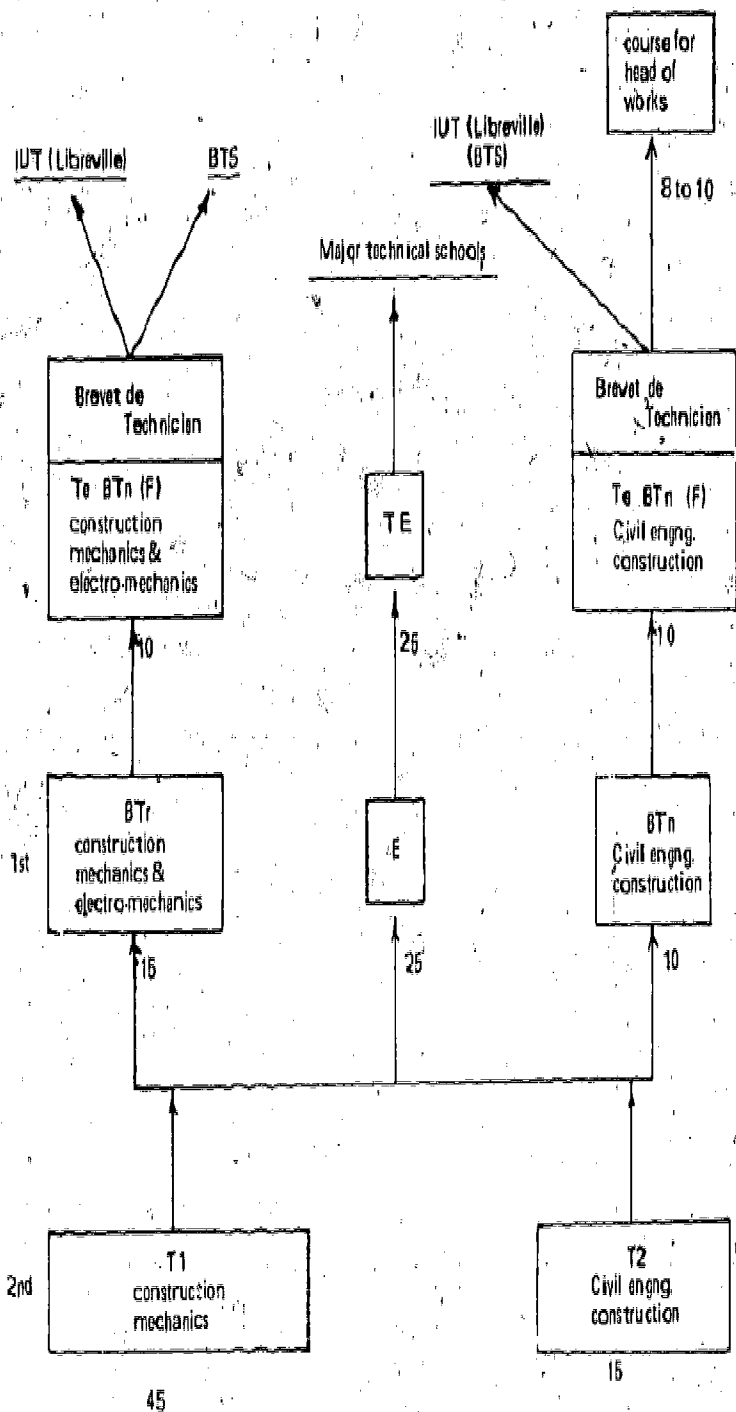 course for
head of
works
IUT (Libreville)
BTS
IUT (Libreville)
(BTS)
8 to 10
Major technical schools
Brevet de
Technician
Te BTn (F)
construction
mechanics &
electro-mechanics
TE
Brevet de
Technician
Te BTn (F)
Civil engng.
construction
10
25
10
1st
BTr
construction
mechanics &
electro-mechanics
E
BTn
Civil engng.
construction
15
25
10
2nd
T1
construction
mechanics
T2
Civil engng.
construction
45
15